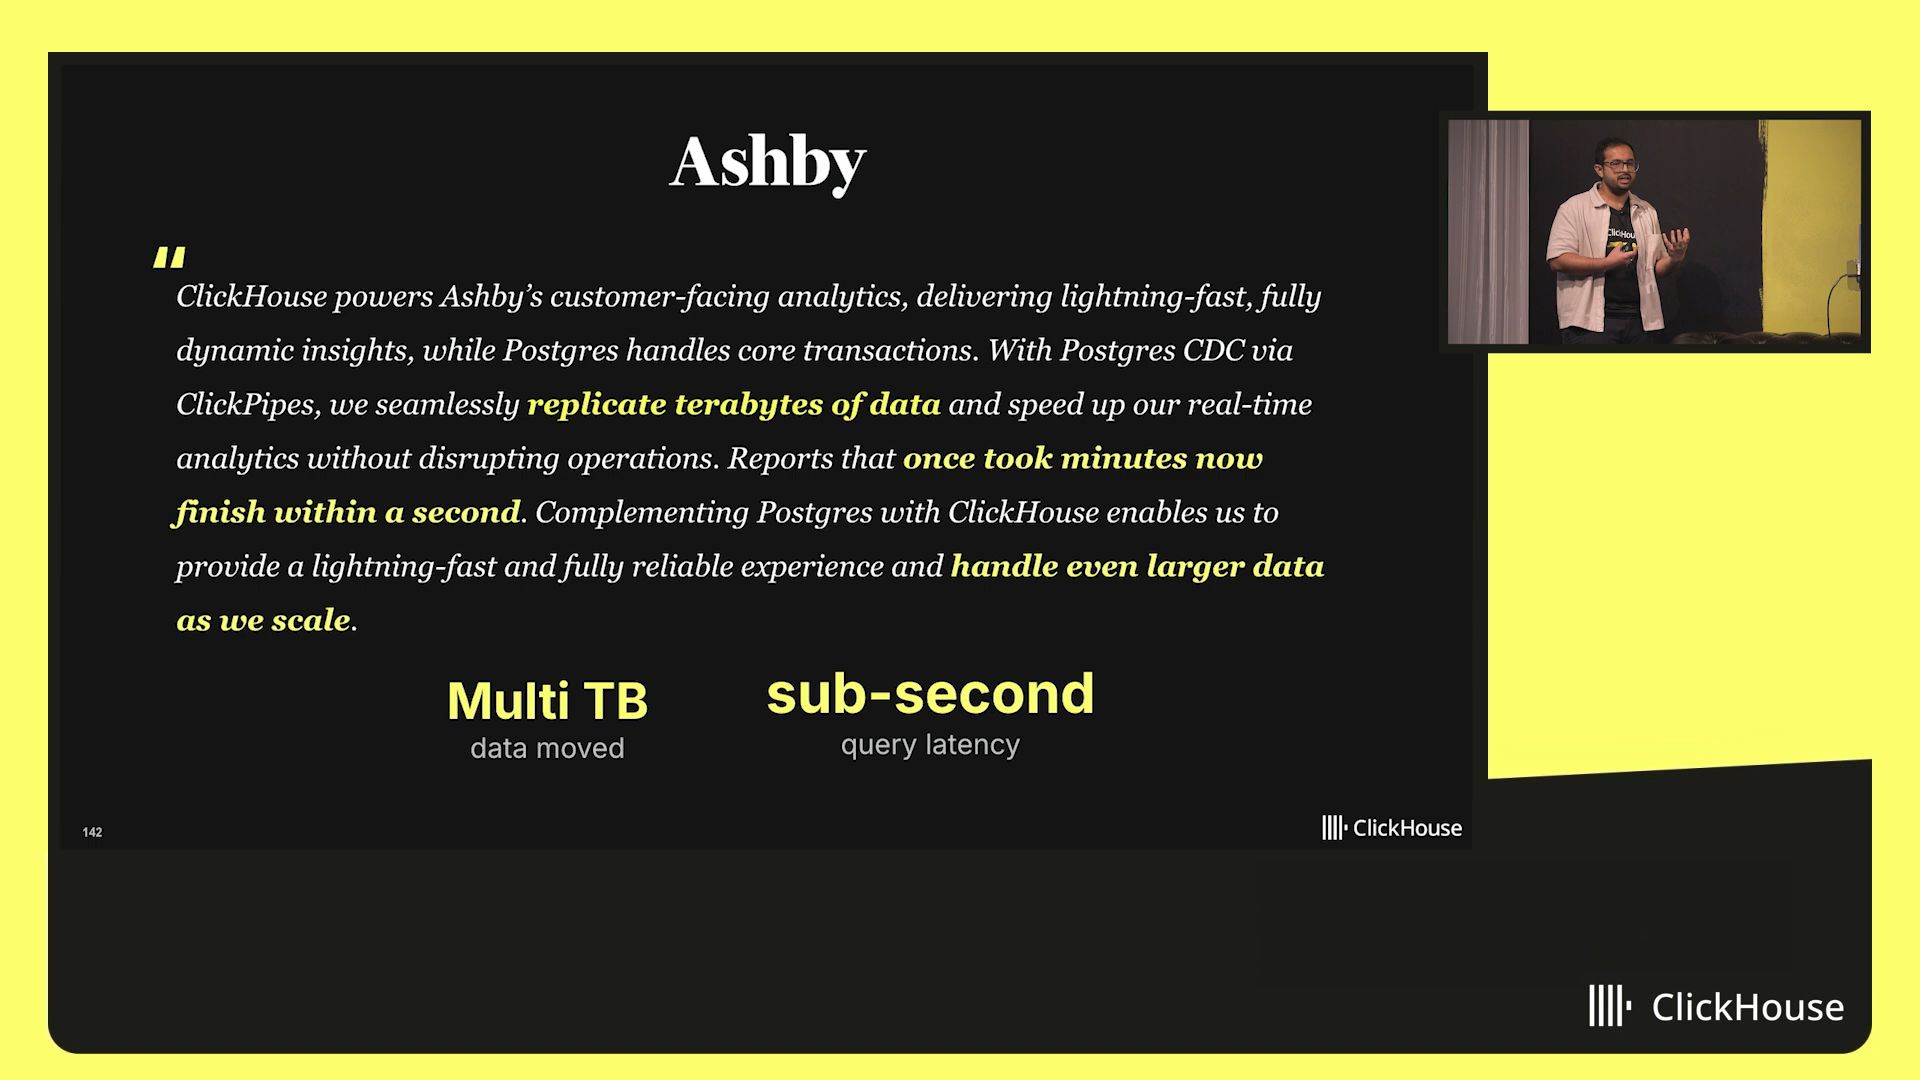 Ashby
"
ClickHouse powers Ashby’s customer-facing analytics, delivering lightning-fast, fully
dynamic insights, while Postgres handles core transactions. With Postgres CDC via
ClickPipes, we seamlessly replicate terabytes of data and speed up our real-time
analytics without disrupting operations. Reports that once took minutes now
finish within a second. Complementing Postgres with ClickHouse enables us to
provide a lightning-fast and fully reliable experience and handle even larger data
as we scale.
Multi TB
data moved
sub-second
query latency
142
ClickHouse
ClickHou
ClickHouse